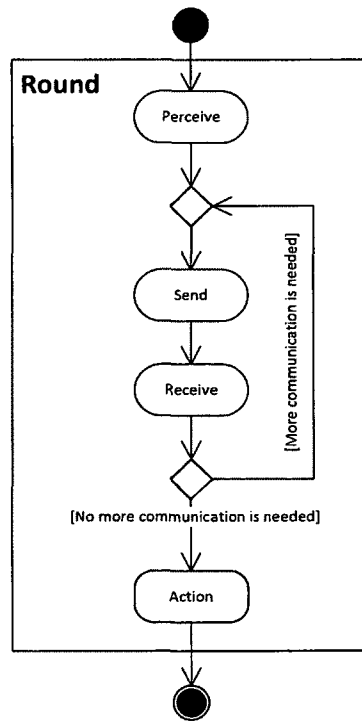 Round
Perceive
Send
Receive
[More communication is needed]
[No more communication is needed]
Action